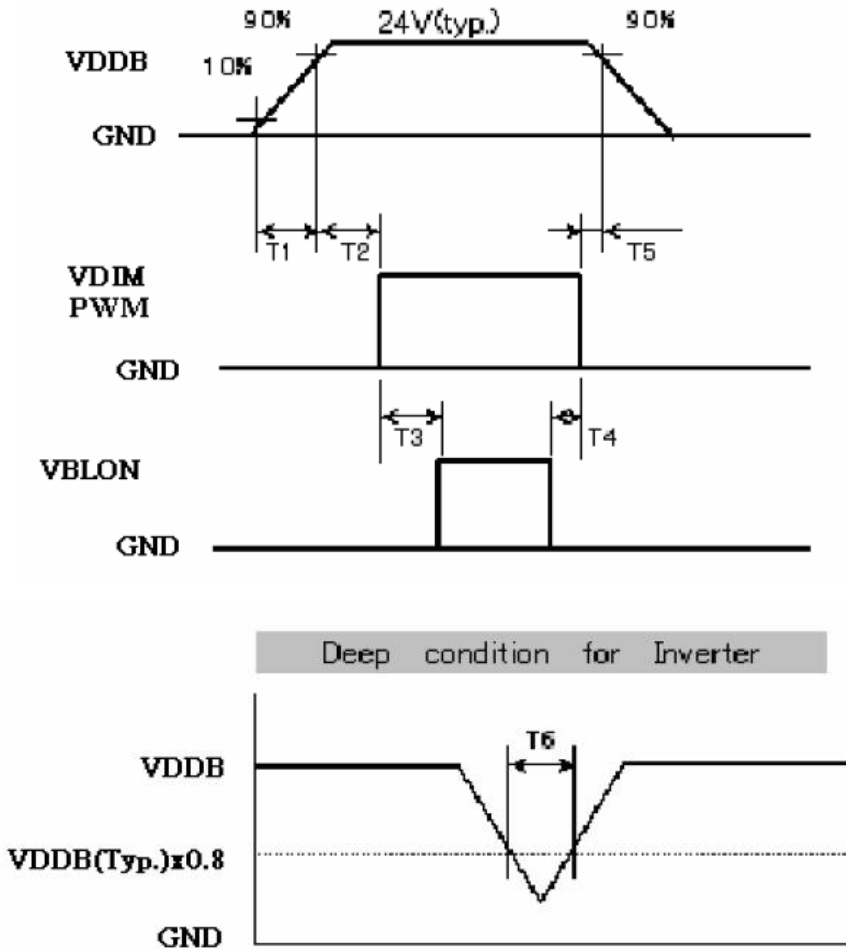 90% 24V(typ.) 90%
VDDB 10%
GND
T1 T2 T5
VDIM
PWM
GND
T3 T4
VBLON
GND
Deep condition for Inverter
T6
VDDB
VDDB(Typ.)x0.8
GND